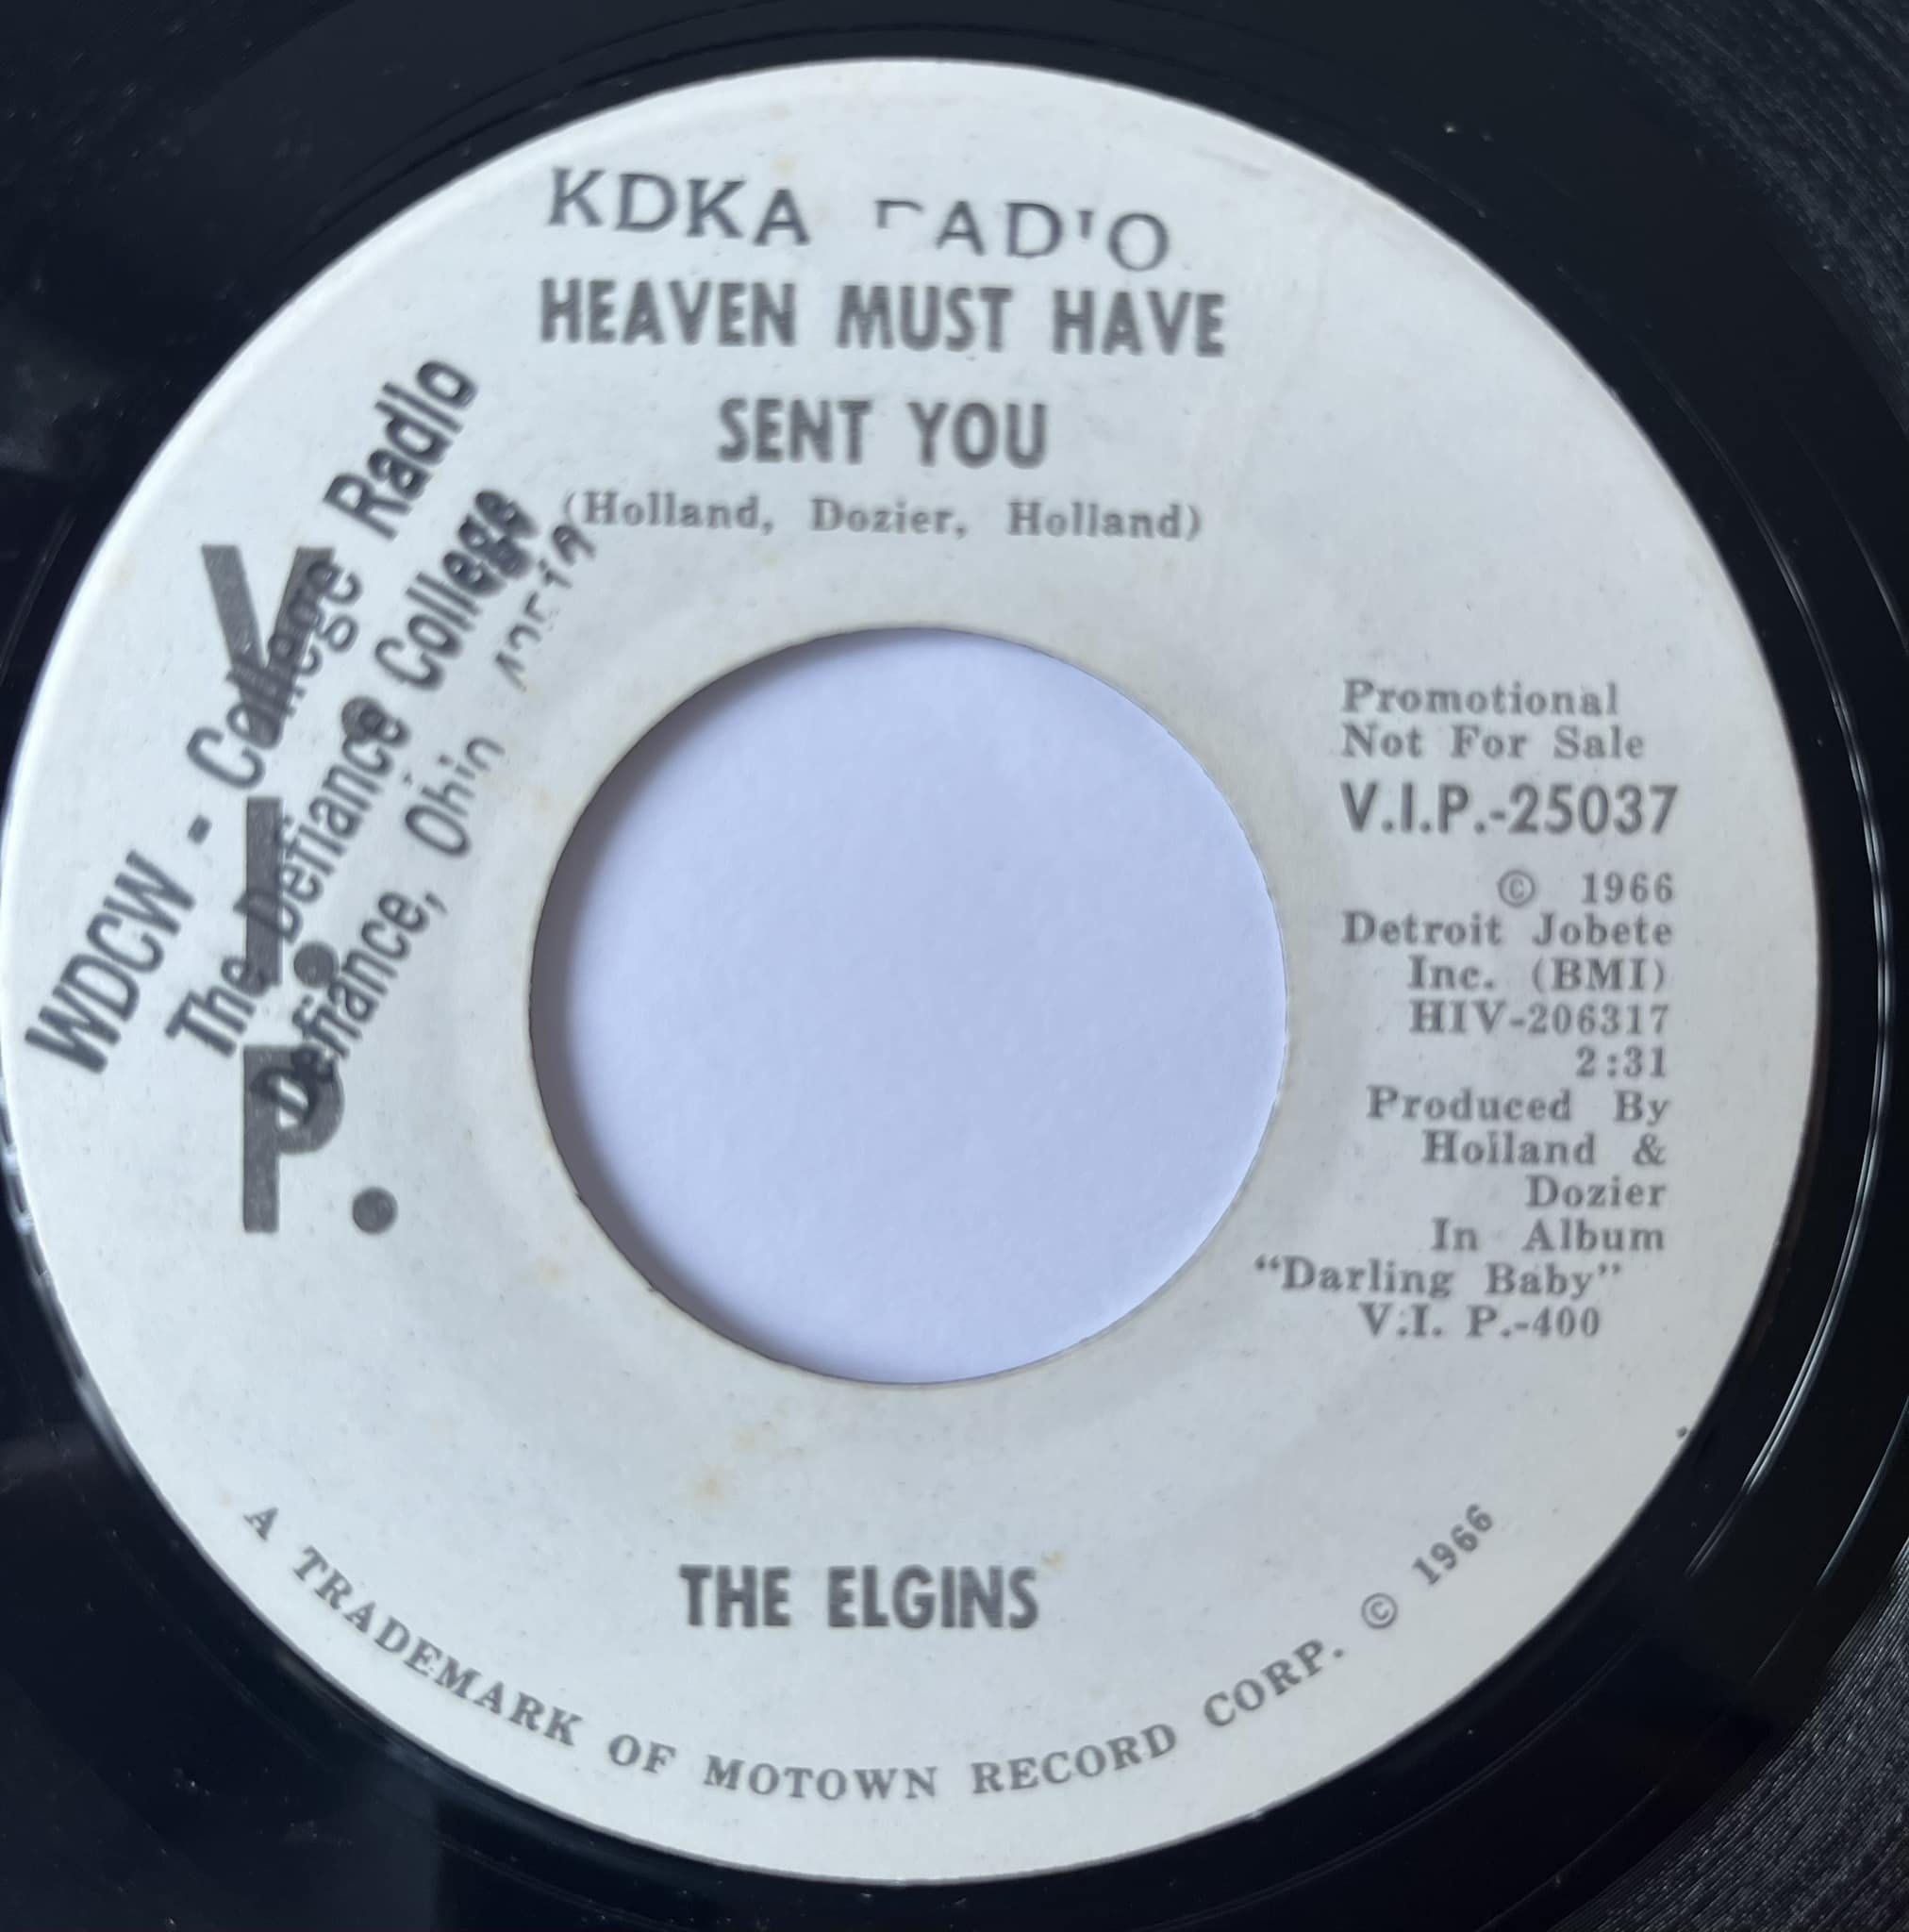 KDKA RADIO
HEAVEN MUST HAVE
SENT YOU
(Holland, Dozier, Holland)
WDCW - College Radio
The Defiance College
Defiance, Ohio
V.I.P.
Promotional
Not For Sale
V.I.P.-25037
© 1966
Detroit Jobete
Inc. (BMI)
HIV-206317
2:31
Produced By
Holland &
Dozier
In Album
“Darling Baby”
V.I. P.-400
THE ELGINS
A TRADEMARK OF MOTOWN RECORD CORP. © 1966